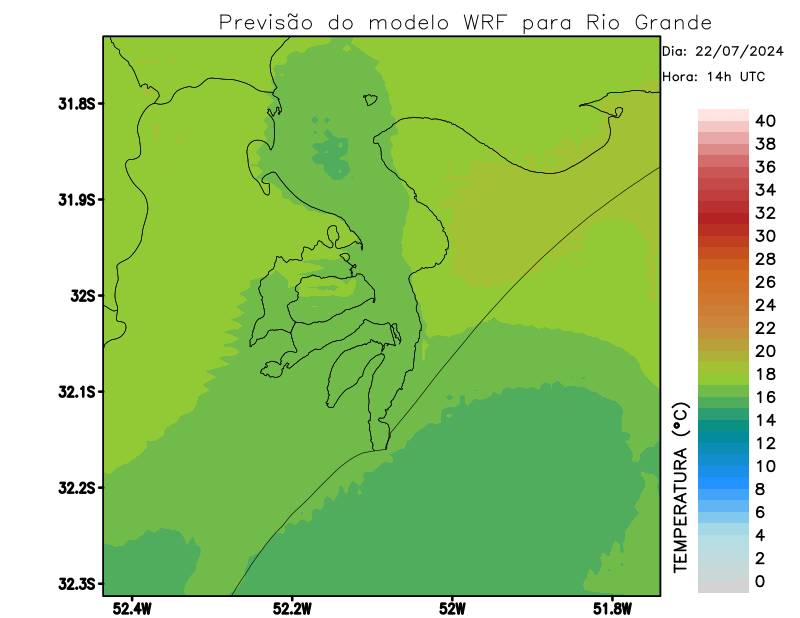 Previsão do modelo WRF para Rio Grande
Dia: 22/07/2024
Hora: 14h UTC
31.8S
31.9S
32S
32.1S
32.2S
32.3S
52.4W
52.2W
52W
51.8W
TEMPERATURA (°C)
40
38
36
34
32
30
28
26
24
22
20
18
16
14
12
10
8
6
4
2
0